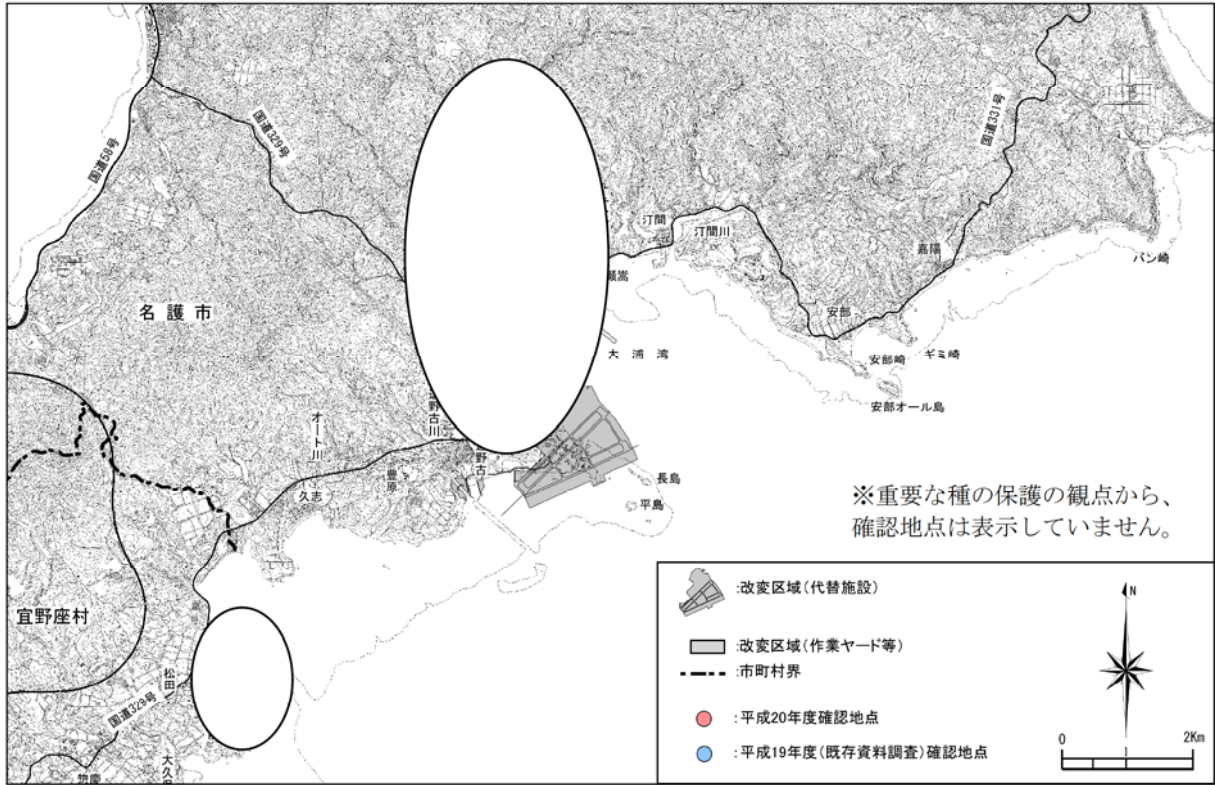 国道58号
国道329号
国道331号
汀間
汀間川
嘉陽
バン崎
瀬嵩
名護市
安部
大浦湾
安部崎
ギミ崎
安部オール島
オート川
辺野古川
辺野古
豊原
久志
長島
平島
※重要な種の保護の観点から、
確認地点は表示していません。
宜野座村
松田
国道329号
大久保
惣慶
:改変区域(代替施設)
:改変区域(作業ヤード等)
:市町村界
:平成20年度確認地点
:平成19年度(既存資料調査)確認地点
N
0 2Km